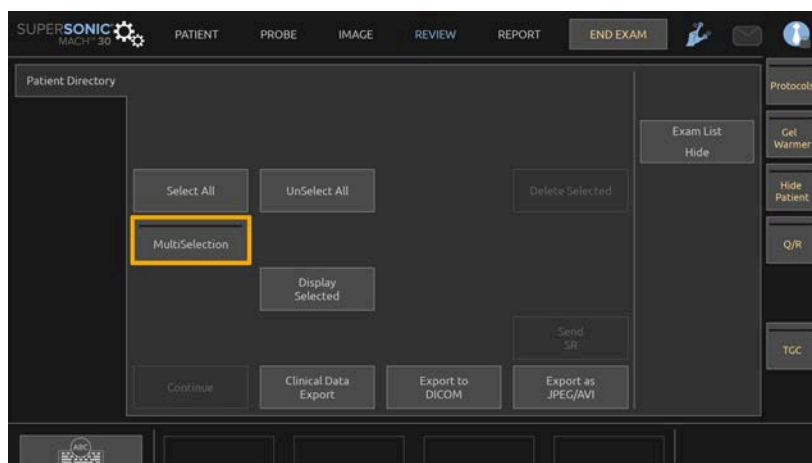 SUPERSONIC
MACH™ 30
PATIENT
PROBE
IMAGE
REVIEW
REPORT
END EXAM
Patient Directory
Protocols
Exam List
Hide
Gel
Warmer
Select All
UnSelect All
Delete Selected
Hide
Patient
MultiSelection
Q/R
Display
Selected
Send
SR
TGC
Continue
Clinical Data
Export
Export to
DICOM
Export as
JPEG/AVI
ABC